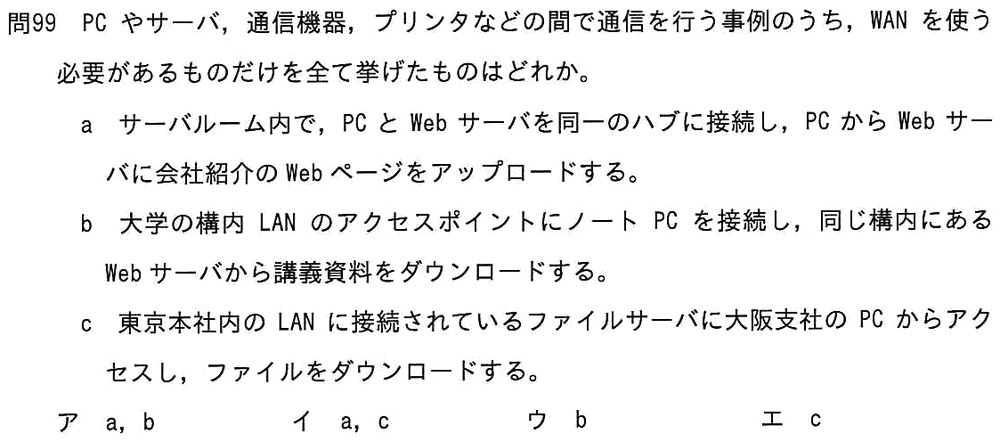 問99 PC やサーバ，通信機器，プリンタなどの間で通信を行う事例のうち，WAN を使う
必要があるものだけを全て挙げたものはどれか。
a サーバルーム内で，PC と Web サーバを同一のハブに接続し，PC から Web サー
バに会社紹介の Web ページをアップロードする。
b 大学の構内 LAN のアクセスポイントにノート PC を接続し，同じ構内にある
Web サーバから講義資料をダウンロードする。
c 東京本社内の LAN に接続されているファイルサーバに大阪支社の PC からアク
セスし，ファイルをダウンロードする。
ア a，b イ a，c ウ b エ c